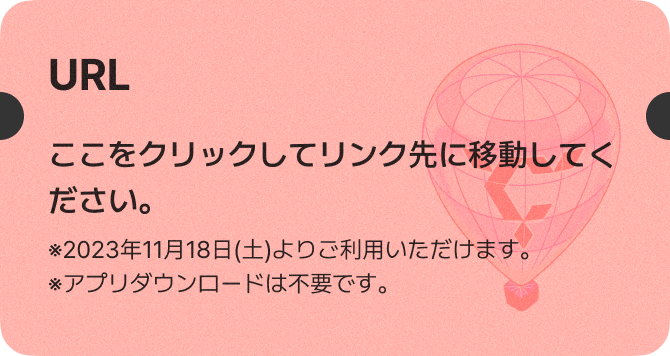 URL
ここをクリックしてリンク先に移動してく
ださい。
※2023年11月18日(土)よりご利用いただけます。
※アプリダウンロードは不要です。